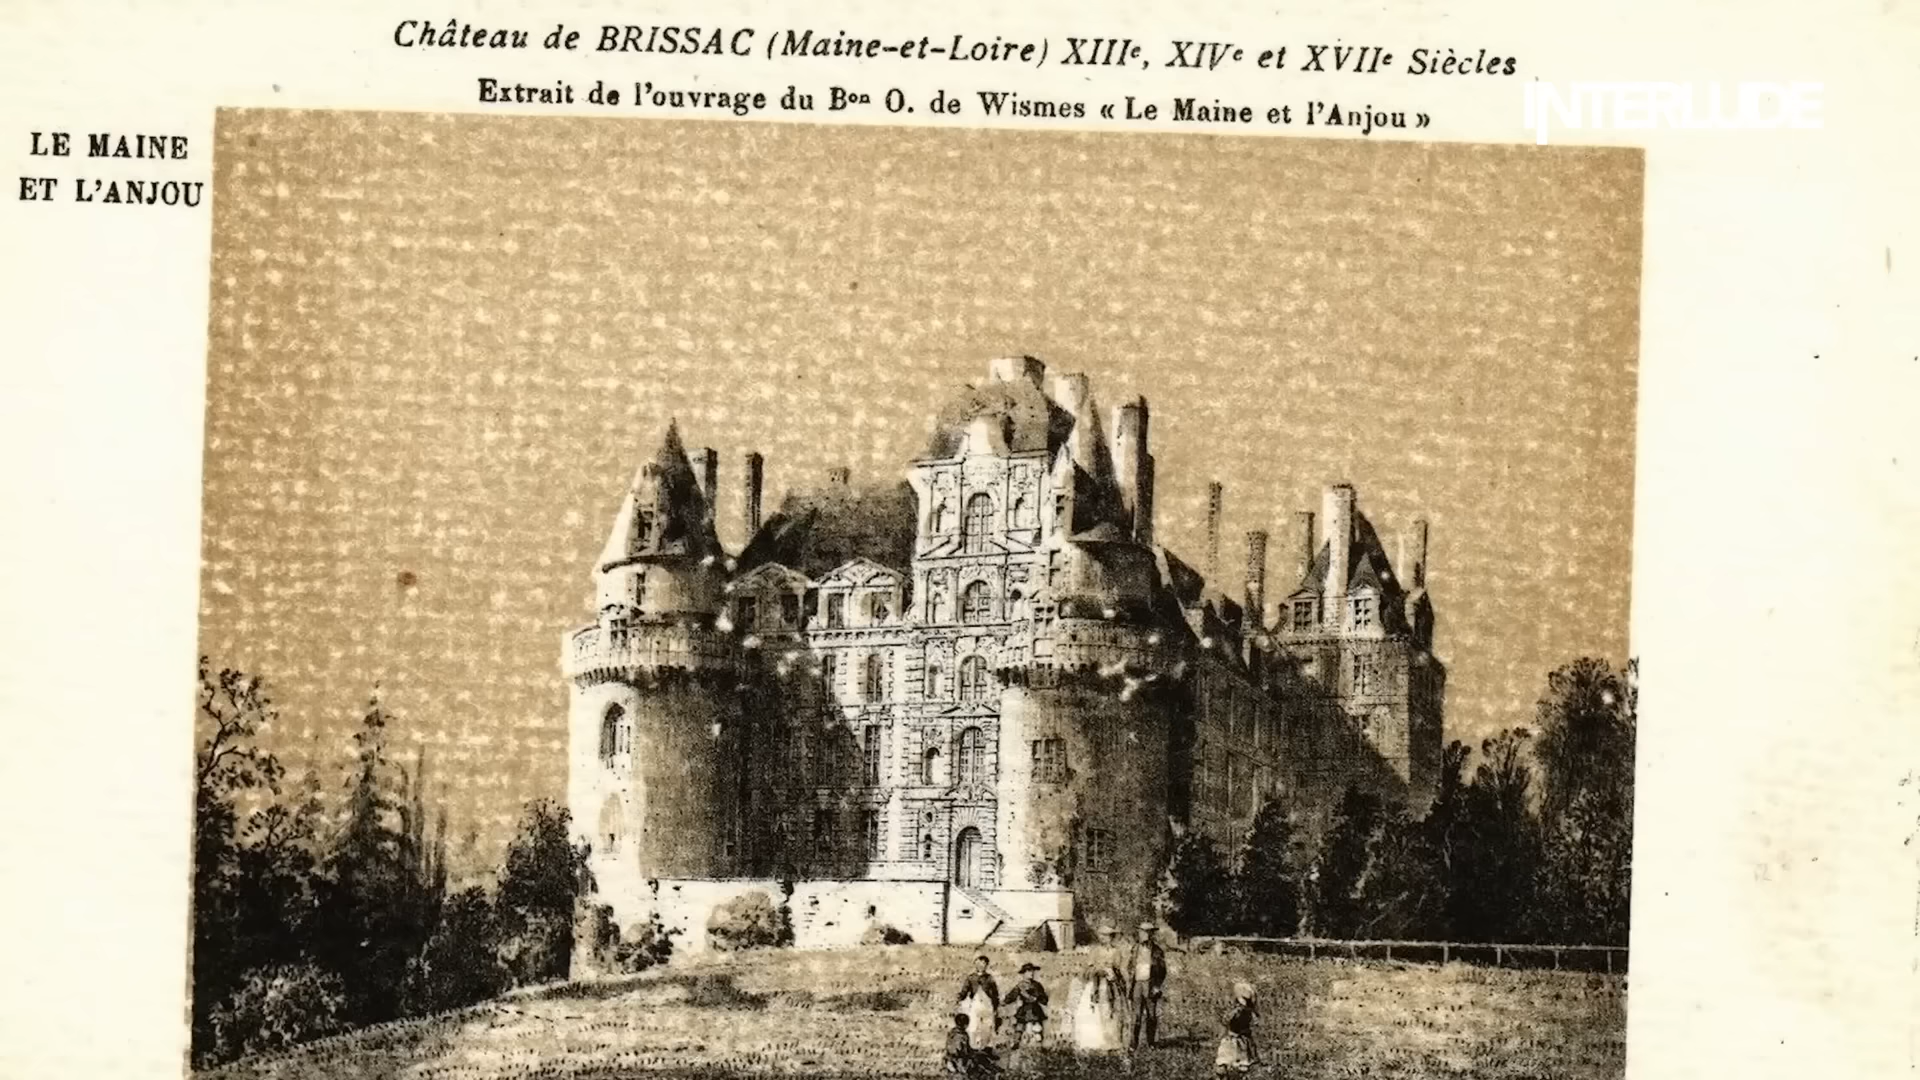 Château de BRISSAC (Maine-et-Loire) XIIIᵉ, XIVᵉ et XVIIᵉ Siècles
Extrait de l'ouvrage du Bᵒⁿ O. de Wismes « Le Maine et l'Anjou »
INTERLUDE
LE MAINE
ET L'ANJOU